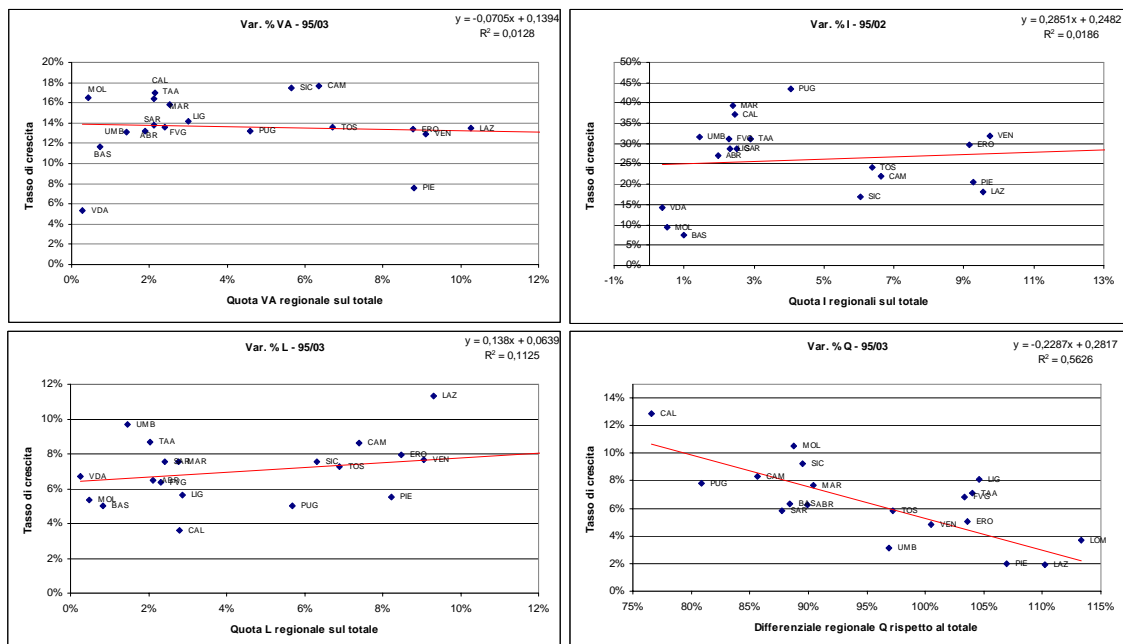 Var. % VA - 95/03
y = -0,0705x + 0,1394
R² = 0,0128
20%
18%
16%
14%
12%
10%
8%
6%
4%
2%
0%
Tasso di crescita
MOL
CAL
TAA
MAR
SIC
CAM
SAR
LIG
UMB
ABR
FVG
PUG
TOS
ERO
VEN
LAZ
BAS
PIE
VDA
0%
2%
4%
6%
8%
10%
12%
Quota VA regionale sul totale
Var. % I - 95/02
y = 0,2851x + 0,2482
R² = 0,0186
50%
45%
40%
35%
30%
25%
20%
15%
10%
5%
0%
Tasso di crescita
PUG
MAR
CAL
UMB
FVG
TAA
VEN
LIG
SAR
ERO
ABR
TOS
CAM
PIE
SIC
LAZ
VDA
MOL
BAS
-1%
1%
3%
5%
7%
9%
11%
13%
Quota I regionali sul totale
Var. % L - 95/03
y = 0,138x + 0,0639
R² = 0,1125
12%
10%
8%
6%
4%
2%
0%
Tasso di crescita
LAZ
UMB
TAA
CAM
SAR
MAR
SIC
ERO
TOS
VEN
VDA
ABR
FVG
MOL
BAS
LIG
PUG
PIE
CAL
0%
2%
4%
6%
8%
10%
12%
Quota L regionale sul totale
Var. % Q - 95/03
y = -0,2287x + 0,2817
R² = 0,5626
14%
12%
10%
8%
6%
4%
2%
0%
Tasso di crescita
CAL
MOL
SIC
PUG
CAM
MAR
LIG
TAA
FVG
BAS
ABR
SAR
TOS
VEN
ERO
UMB
LOM
PIE
LAZ
75%
80%
85%
90%
95%
100%
105%
110%
115%
Differenziale regionale Q rispetto al totale